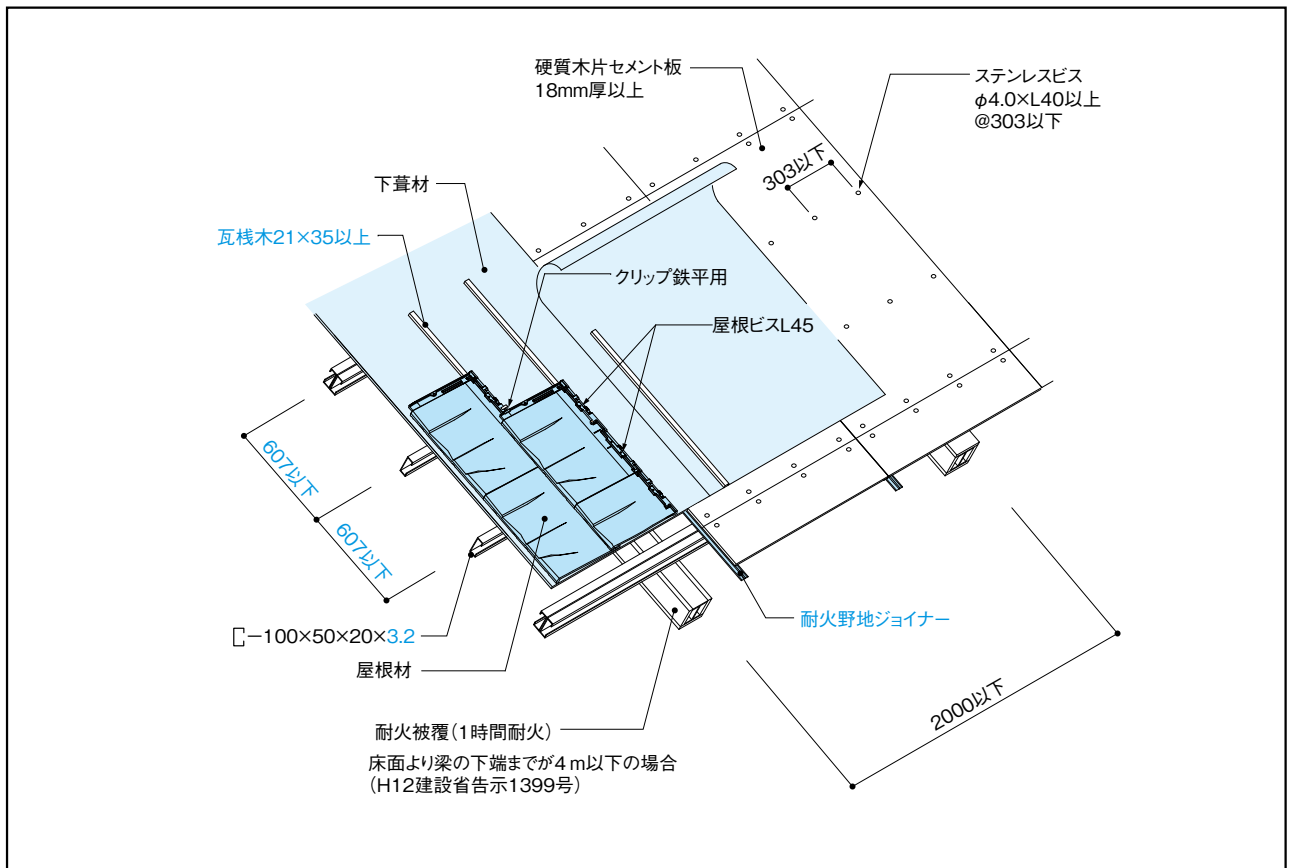 硬質木片セメント板
18mm厚以上
ステンレスビス
φ4.0×L40以上
@303以下
303以下
下葺材
瓦桟木21×35以上
クリップ鉄平用
屋根ビスL45
607以下
607以下
−100×50×20×3.2
屋根材
耐火野地ジョイナー
2000以下
耐火被覆（1時間耐火）
床面より梁の下端までが4m以下の場合
（H12建設省告示1399号）